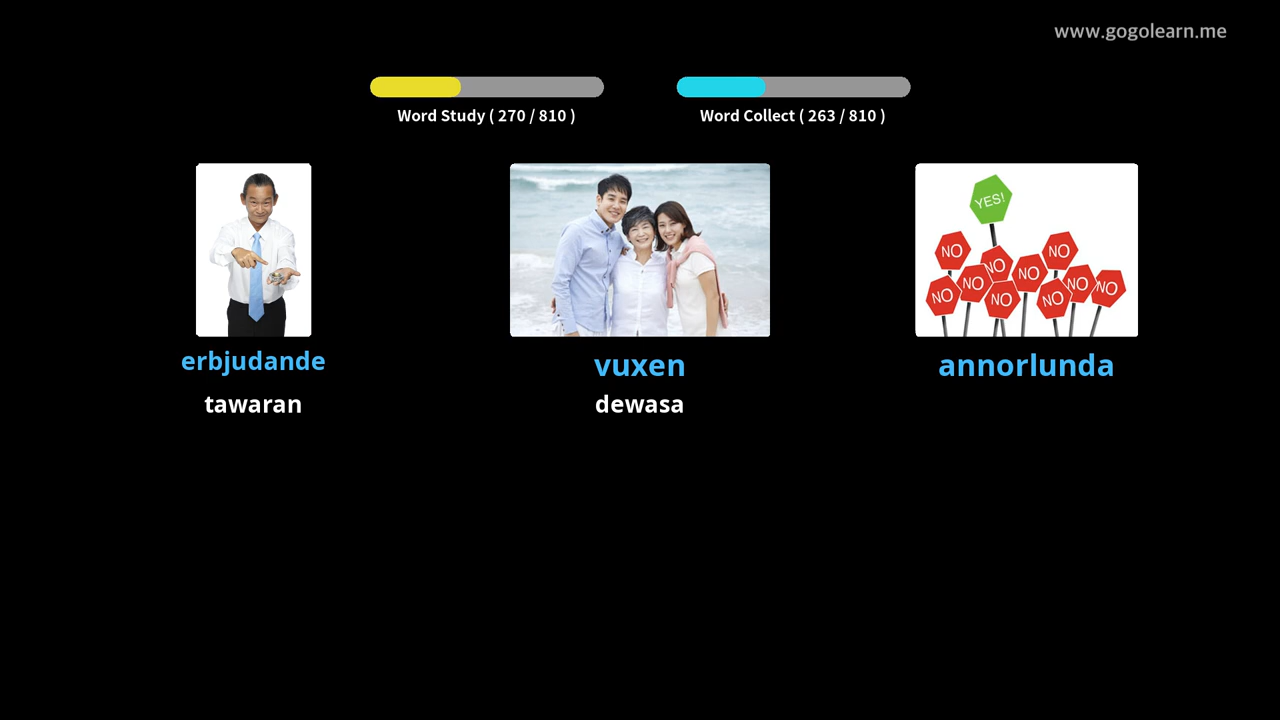 www.gogolearn.me
Word Study ( 270 / 810 )
Word Collect ( 263 / 810 )
YES!
NO
NO
NO
NO
NO
NO
NO
NO
NO
NO
erbjudande
vuxen
annorlunda
tawaran
dewasa